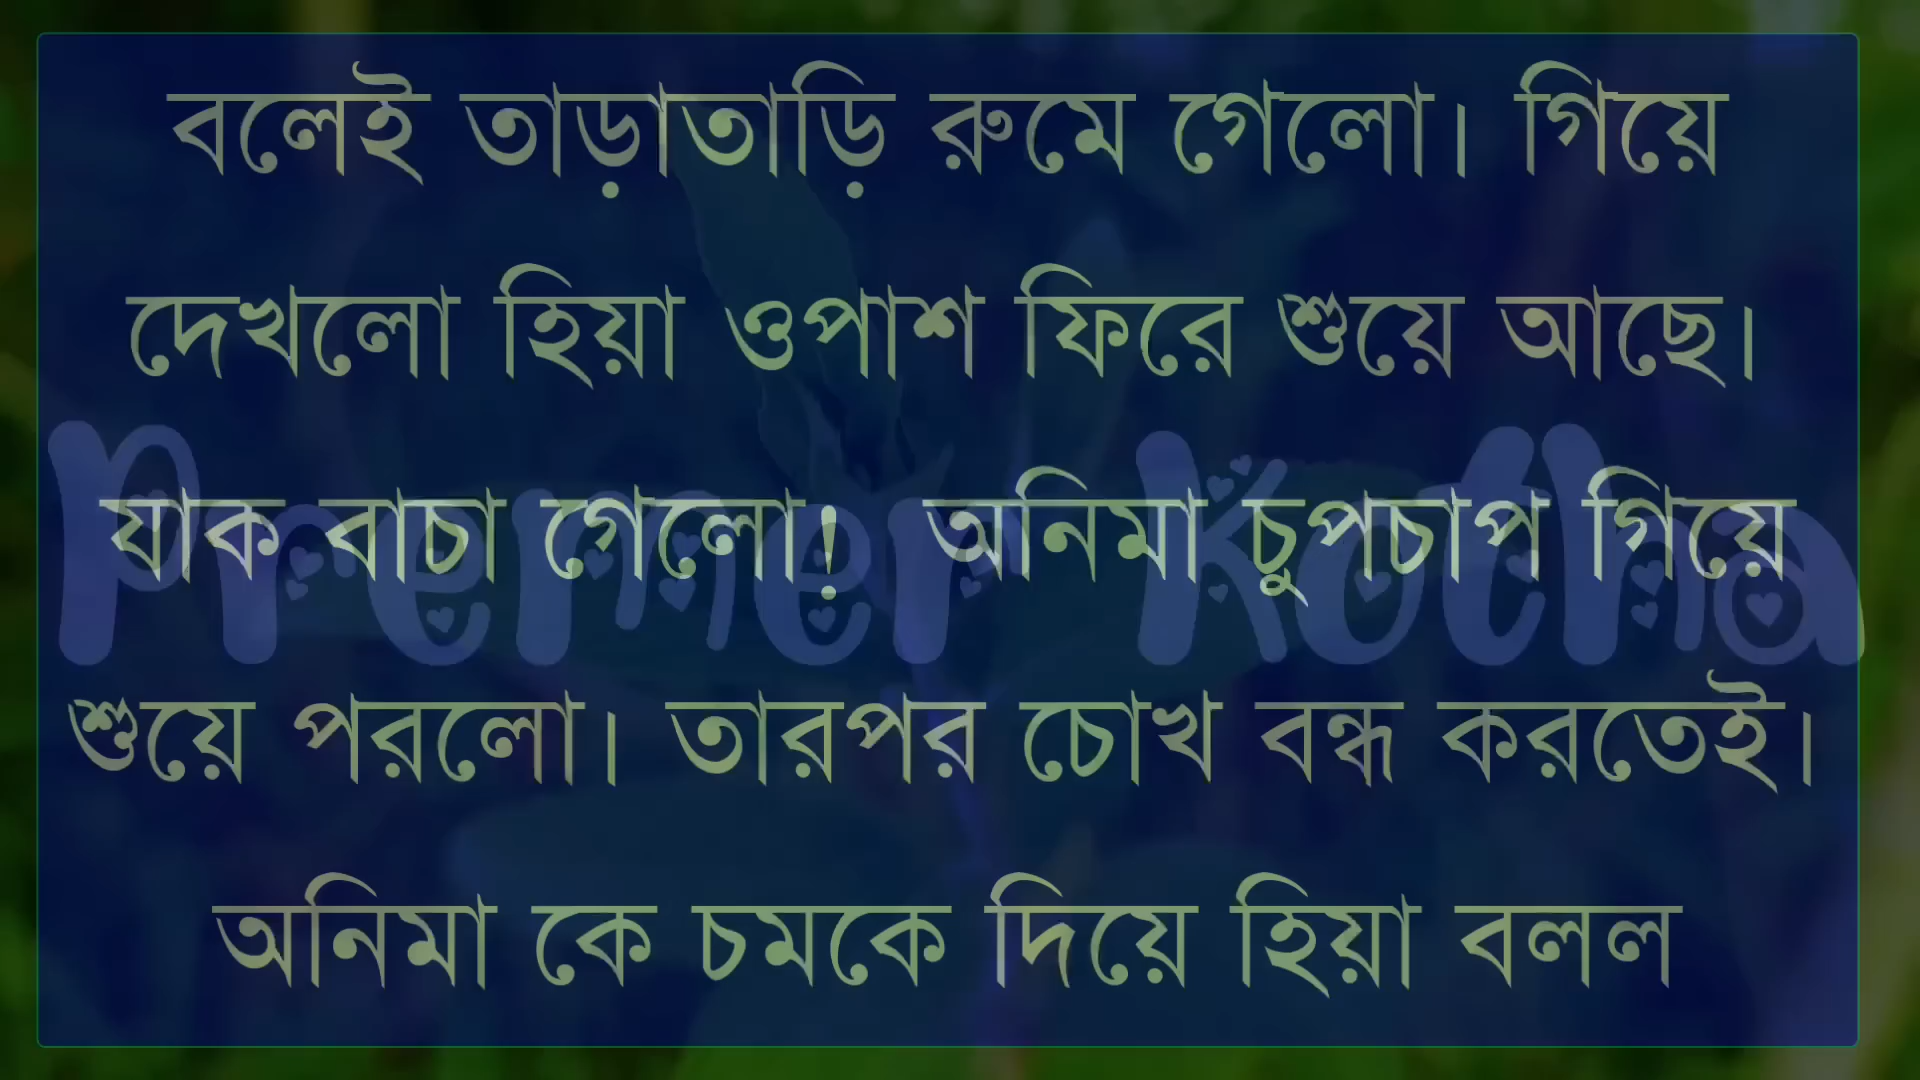 বলেই তাড়াতাড়ি রুমে গেলো। গিয়ে
দেখলো হিয়া ওপাশ ফিরে শুয়ে আছে।
যাক বাচা গেলো! অনিমা চুপচাপ গিয়ে
Premer Kotha
শুয়ে পরলো। তারপর চোখ বন্ধ করতেই।
অনিমা কে চমকে দিয়ে হিয়া বলল